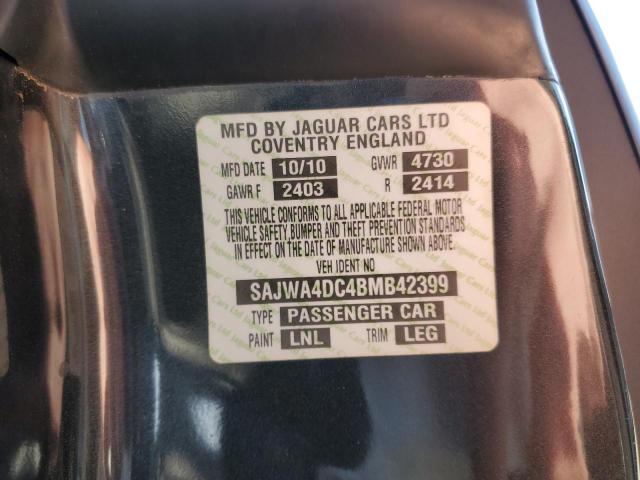 MFD BY JAGUAR CARS LTD
COVENTRY ENGLAND
MFD DATE 10/10 GVWR 4730
GAWR F 2403 R 2414
THIS VEHICLE CONFORMS TO ALL APPLICABLE FEDERAL MOTOR
VEHICLE SAFETY, BUMPER AND THEFT PREVENTION STANDARDS
IN EFFECT ON THE DATE OF MANUFACTURE SHOWN ABOVE.
VEH IDENT NO
SAJWA4DC4BMB42399
TYPE PASSENGER CAR
PAINT LNL TRIM LEG